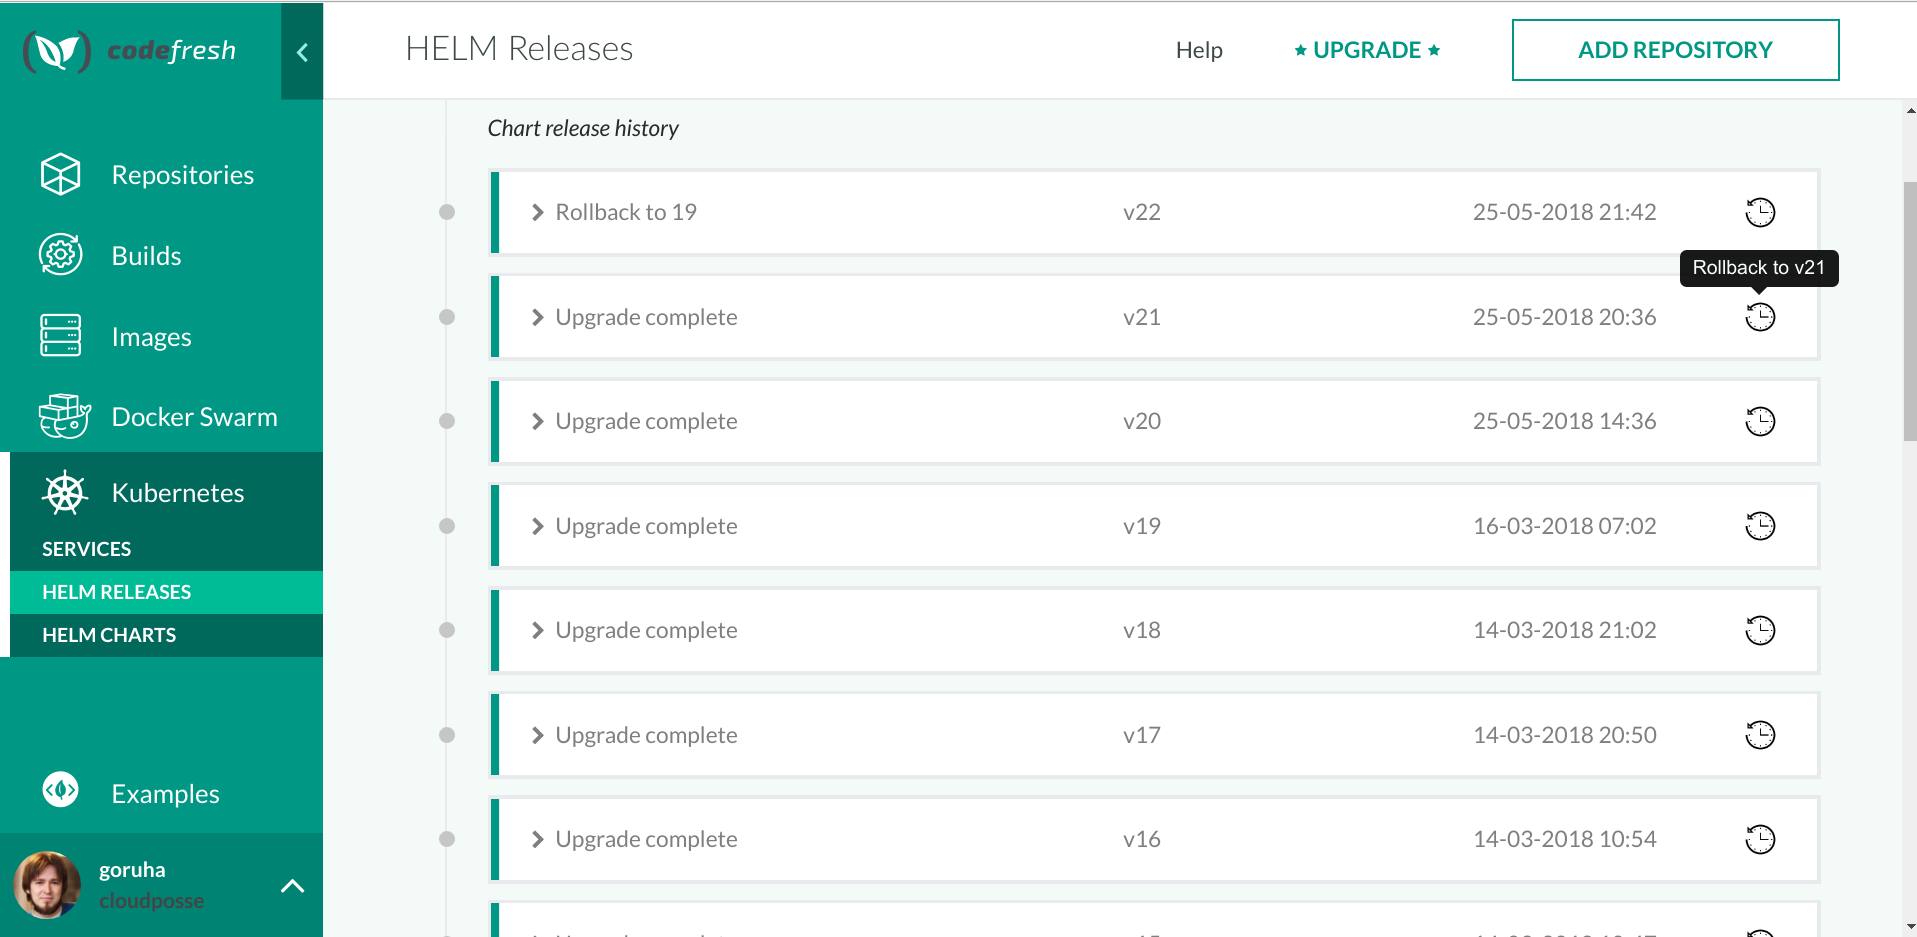 codefresh
HELM Releases
Help
UPGRADE
ADD REPOSITORY
Repositories
Builds
Images
Docker Swarm
Kubernetes
SERVICES
HELM RELEASES
HELM CHARTS
Examples
goruha
cloudposse
Chart release history
Rollback to 19 v22 25-05-2018 21:42
Rollback to v21
Upgrade complete v21 25-05-2018 20:36
Upgrade complete v20 25-05-2018 14:36
Upgrade complete v19 16-03-2018 07:02
Upgrade complete v18 14-03-2018 21:02
Upgrade complete v17 14-03-2018 20:50
Upgrade complete v16 14-03-2018 10:54